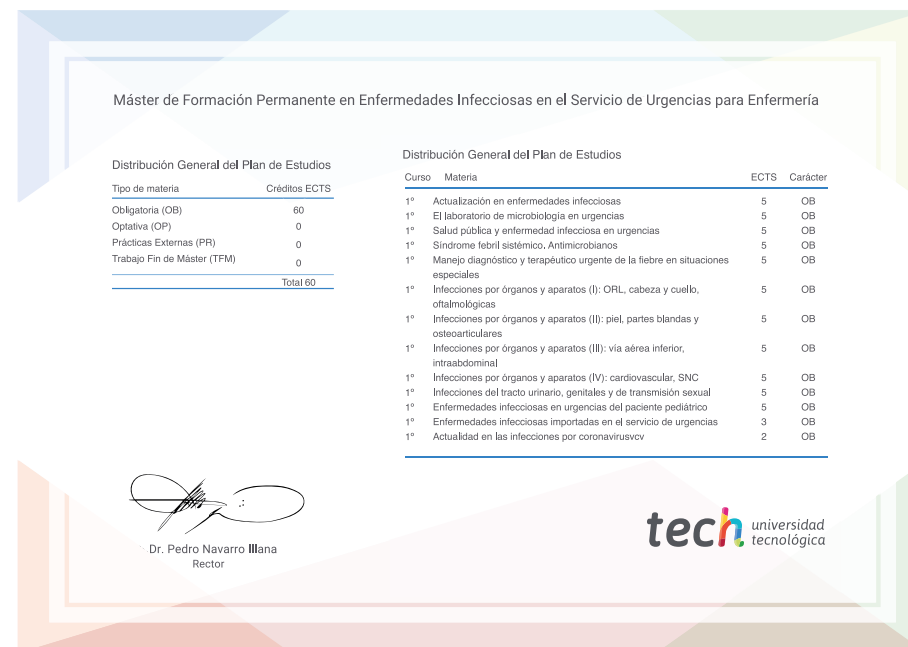 Máster de Formación Permanente en Enfermedades Infecciosas en el Servicio de Urgencias para Enfermería
Distribución General del Plan de Estudios
Tipo de materia Créditos ECTS
Obligatoria (OB) 60
Optativa (OP) 0
Prácticas Externas (PR) 0
Trabajo Fin de Máster (TFM) 0
Total 60
Distribución General del Plan de Estudios
Curso Materia ECTS Carácter
1º Actualización en enfermedades infecciosas 5 OB
1º El laboratorio de microbiología en urgencias 5 OB
1º Salud pública y enfermedad infecciosa en urgencias 5 OB
1º Síndrome febril sistémico. Antimicrobianos 5 OB
1º Manejo diagnóstico y terapéutico urgente de la fiebre en situaciones 5 OB
especiales
1º Infecciones por órganos y aparatos (I): ORL, cabeza y cuello, 5 OB
oftalmológicas
1º Infecciones por órganos y aparatos (II): piel, partes blandas y 5 OB
osteoarticulares
1º Infecciones por órganos y aparatos (III): vía aérea inferior, 5 OB
intraabdominal
1º Infecciones por órganos y aparatos (IV): cardiovascular, SNC 5 OB
1º Infecciones del tracto urinario, genitales y de transmisión sexual 5 OB
1º Enfermedades infecciosas en urgencias del paciente pediátrico 5 OB
1º Enfermedades infecciosas importadas en el servicio de urgencias 3 OB
1º Actualidad en las infecciones por coronavirusvcv 2 OB
Dr. Pedro Navarro Illana
Rector
tech universidad
tecnológica